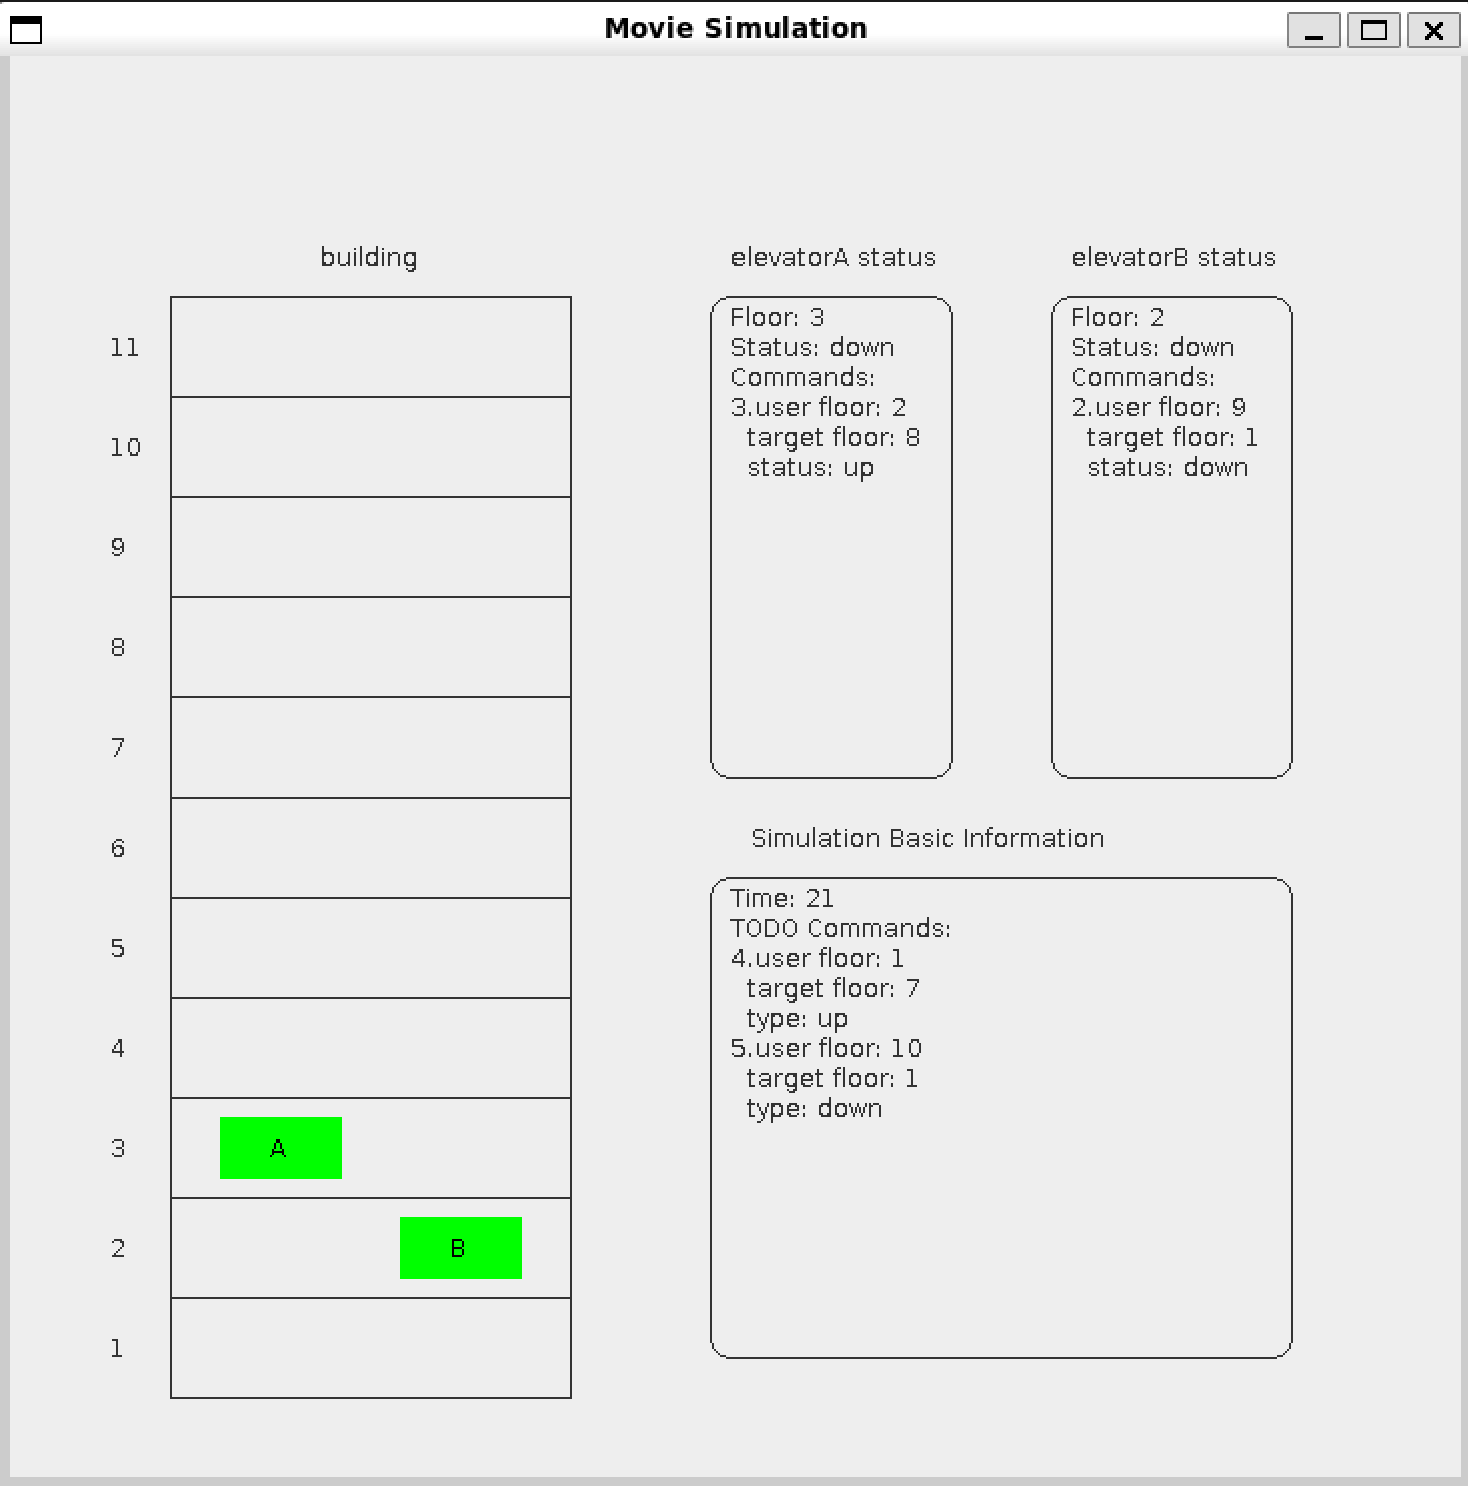 Movie Simulation
building
11
10
9
8
7
6
5
4
3
2
1
A
B
elevatorA status
Floor: 3
Status: down
Commands:
3.user floor: 2
target floor: 8
status: up
elevatorB status
Floor: 2
Status: down
Commands:
2.user floor: 9
target floor: 1
status: down
Simulation Basic Information
Time: 21
TODO Commands:
4.user floor: 1
target floor: 7
type: up
5.user floor: 10
target floor: 1
type: down